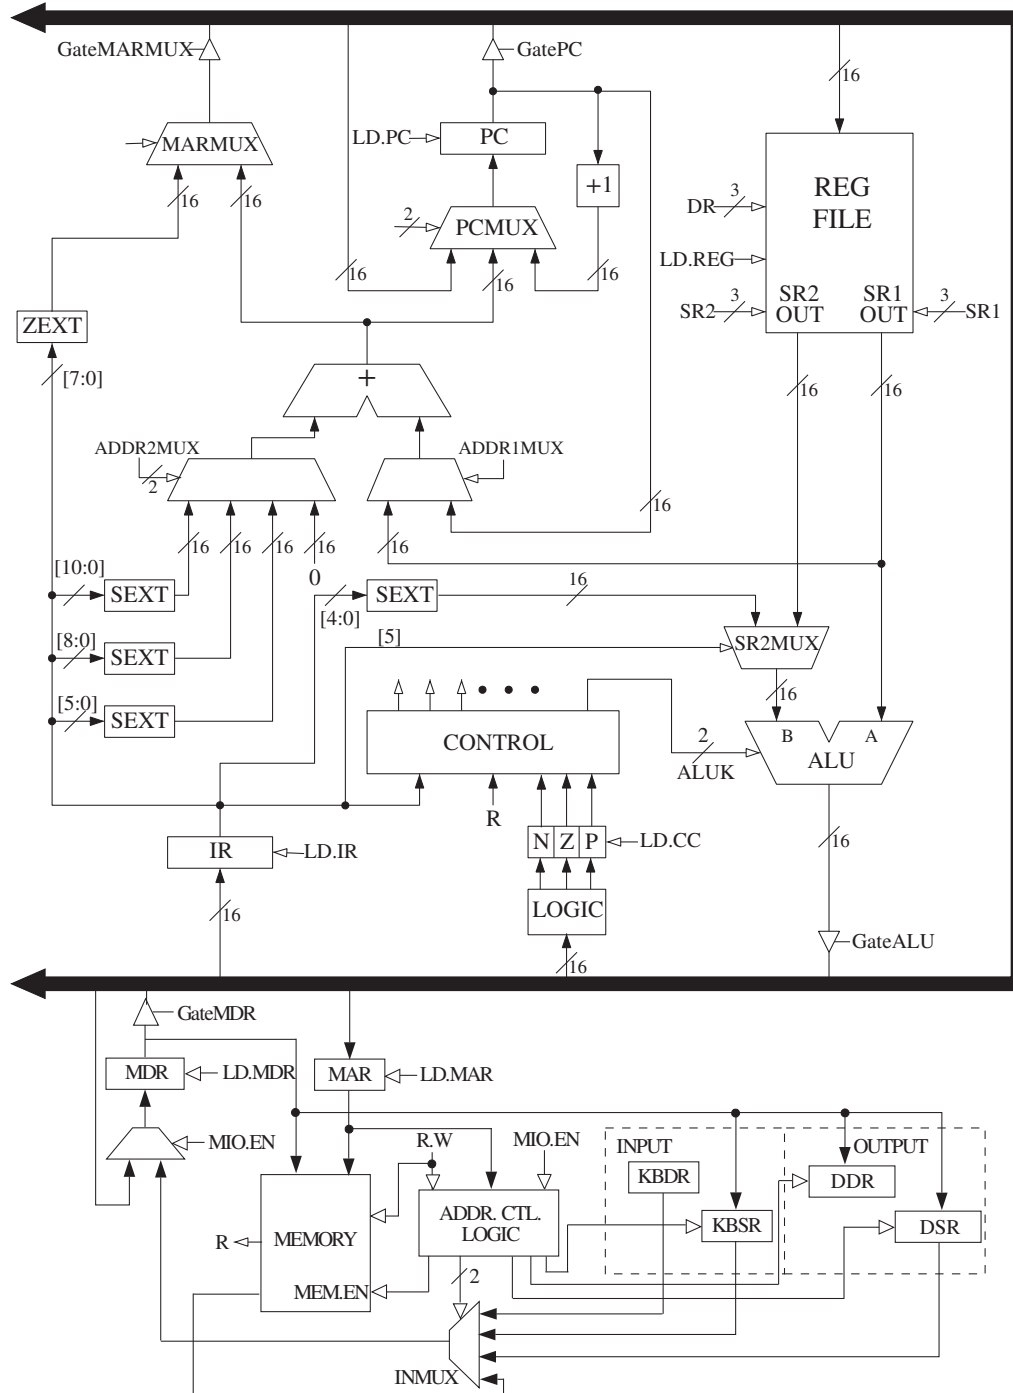 GateMARMUX
GatePC
16
MARMUX
LD.PC
PC
+1
REG
FILE
3
DR
16
16
2
PCMUX
LD.REG
16
16
16
3
SR2
SR2
OUT
SR1
OUT
3
SR1
ZEXT
[7:0]
+
16
16
ADDR2MUX
2
ADDR1MUX
16
16
16
16
16
16
0
[10:0]
SEXT
[4:0]
SEXT
16
[8:0]
SEXT
[5]
SR2MUX
16
[5:0]
SEXT
CONTROL
2
ALUK
B
A
ALU
R
IR
LD.IR
N
Z
P
LD.CC
16
16
LOGIC
16
GateALU
GateMDR
MDR
LD.MDR
MAR
LD.MAR
MIO.EN
R.W
MIO.EN
INPUT
OUTPUT
KBDR
DDR
ADDR. CTL.
LOGIC
KBSR
DSR
R
MEMORY
MEM.EN
2
INMUX